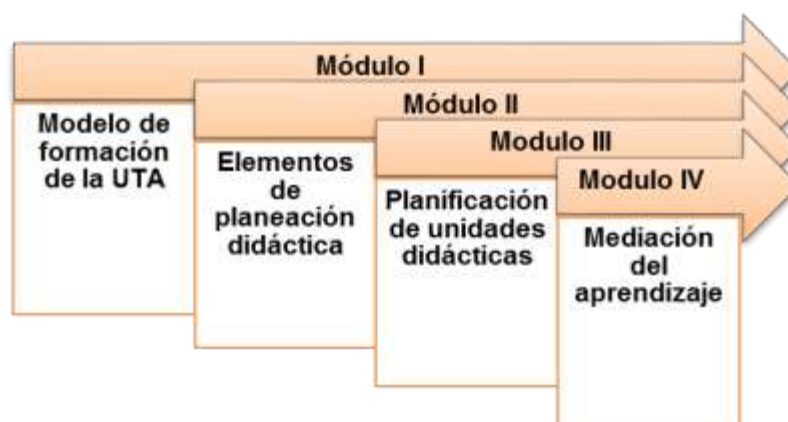 Módulo I
Modelo de
formación
de la UTA
Módulo II
Elementos
de
planeación
didáctica
Modulo III
Planificación
de unidades
didácticas
Modulo IV
Mediación
del
aprendizaje